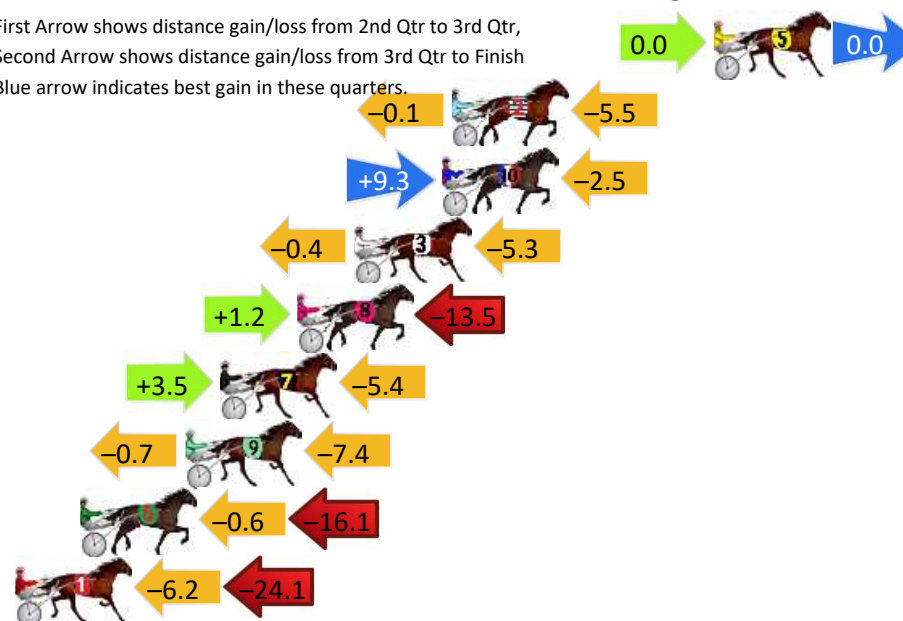 First Arrow shows distance gain/loss from 2nd Qtr to 3rd Qtr,
Second Arrow shows distance gain/loss from 3rd Qtr to Finish
Blue arrow indicates best gain in these quarters.
0.0 5 0.0
–0.1 2 –5.5
+9.3 10 –2.5
–0.4 3 –5.3
+1.2 8 –13.5
+3.5 7 –5.4
–0.7 9 –7.4
6 –0.6 –16.1
1 –6.2 –24.1